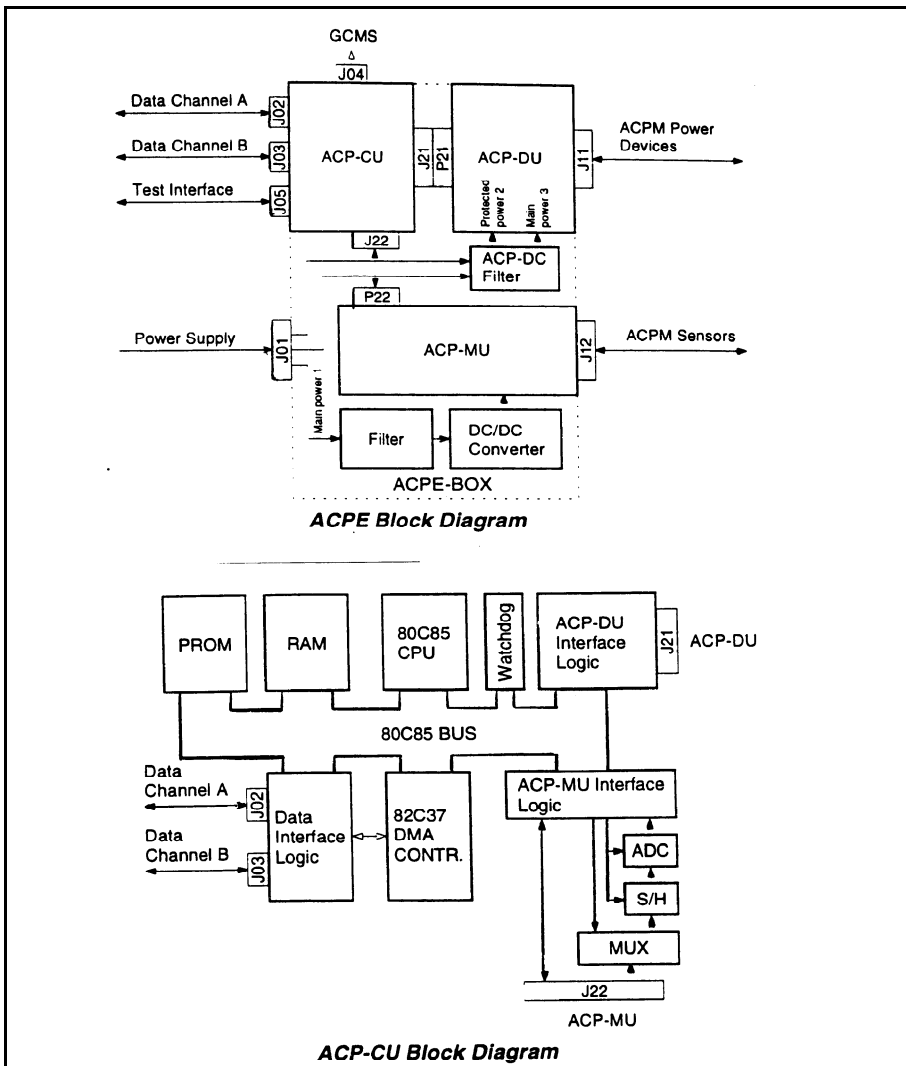 GCMS
J04
Data Channel A
J02
Data Channel B
J03
Test Interface
J05
ACP-CU
J21
P21
ACP-DU
Protected
power 2
Main
power 3
J11
ACPM Power
Devices
J22
ACP-DC
Filter
P22
Power Supply
J01
Main power 1
ACP-MU
J12
ACPM Sensors
Filter
DC/DC
Converter
ACPE-BOX
ACPE Block Diagram
PROM
RAM
80C85
CPU
Watchdog
ACP-DU
Interface
Logic
J21
ACP-DU
80C85 BUS
Data
Channel A
J02
Data
Channel B
J03
Data
Interface
Logic
82C37
DMA
CONTR.
ACP-MU Interface
Logic
ADC
S/H
MUX
J22
ACP-MU
ACP-CU Block Diagram